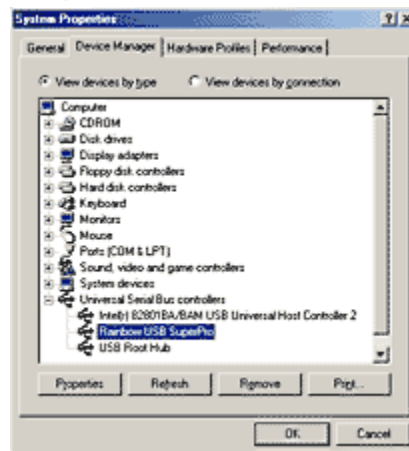 System Properties
General Device Manager Hardware Profiles Performance
View devices by type View devices by connection
Computer
CDROM
Disk drives
Display adapters
Floppy disk controllers
Hard disk controllers
Keyboard
Monitors
Mouse
Ports (COM & LPT)
Sound, video and game controllers
System devices
Universal Serial Bus controllers
Intel(r) 82801BA/BAM USB Universal Host Controller 2
Rainbow USB SuperPro
USB Root Hub
Properties Refresh Remove Print...
OK Cancel